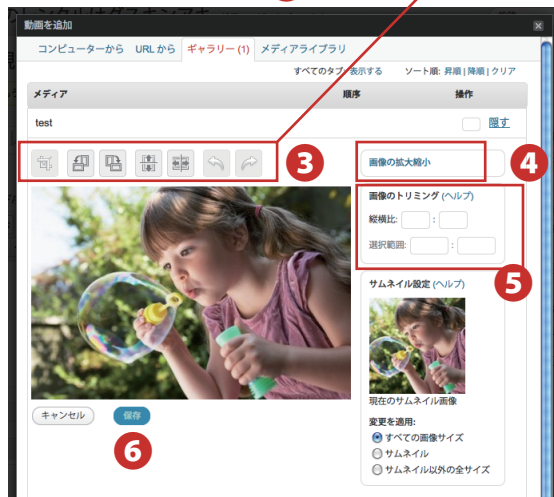 動画を追加
コンピューターから URL から ギャラリー (1) メディアライブラリ
すべてのタブ: 表示する ソート順: 昇順 | 降順 | クリア
メディア 順序 操作
test 隠す
3
画像の拡大縮小
4
画像のトリミング (ヘルプ)
縦横比: :
選択範囲: :
5
サムネイル設定 (ヘルプ)
現在のサムネイル画像
キャンセル 保存
6
変更を適用:
すべての画像サイズ
サムネイル
サムネイル以外の全サイズ